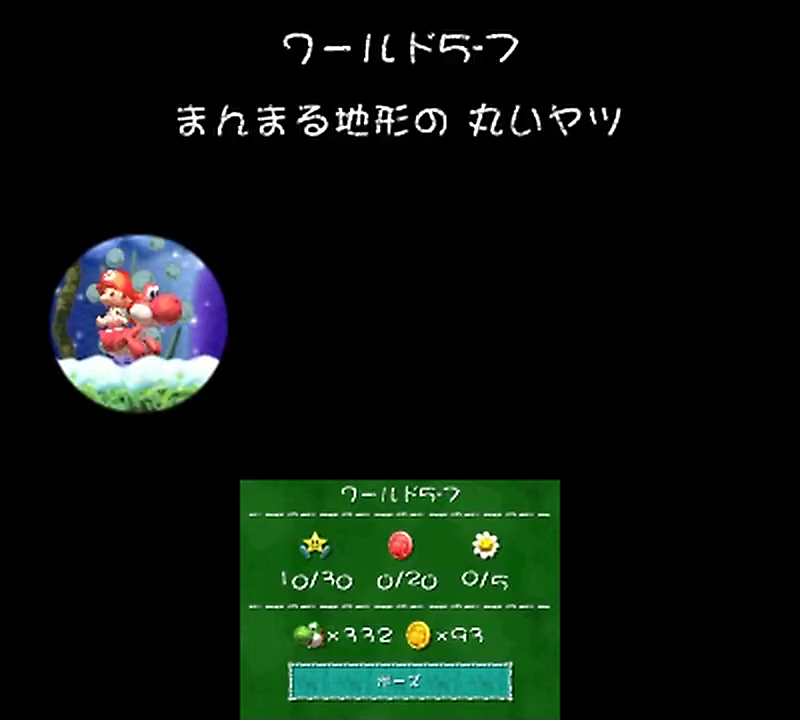 ワールド5-7
まんまる地形の 丸いヤツ
ワールド5-7
10/30 0/20 0/5
×332 ×93
ポーズ